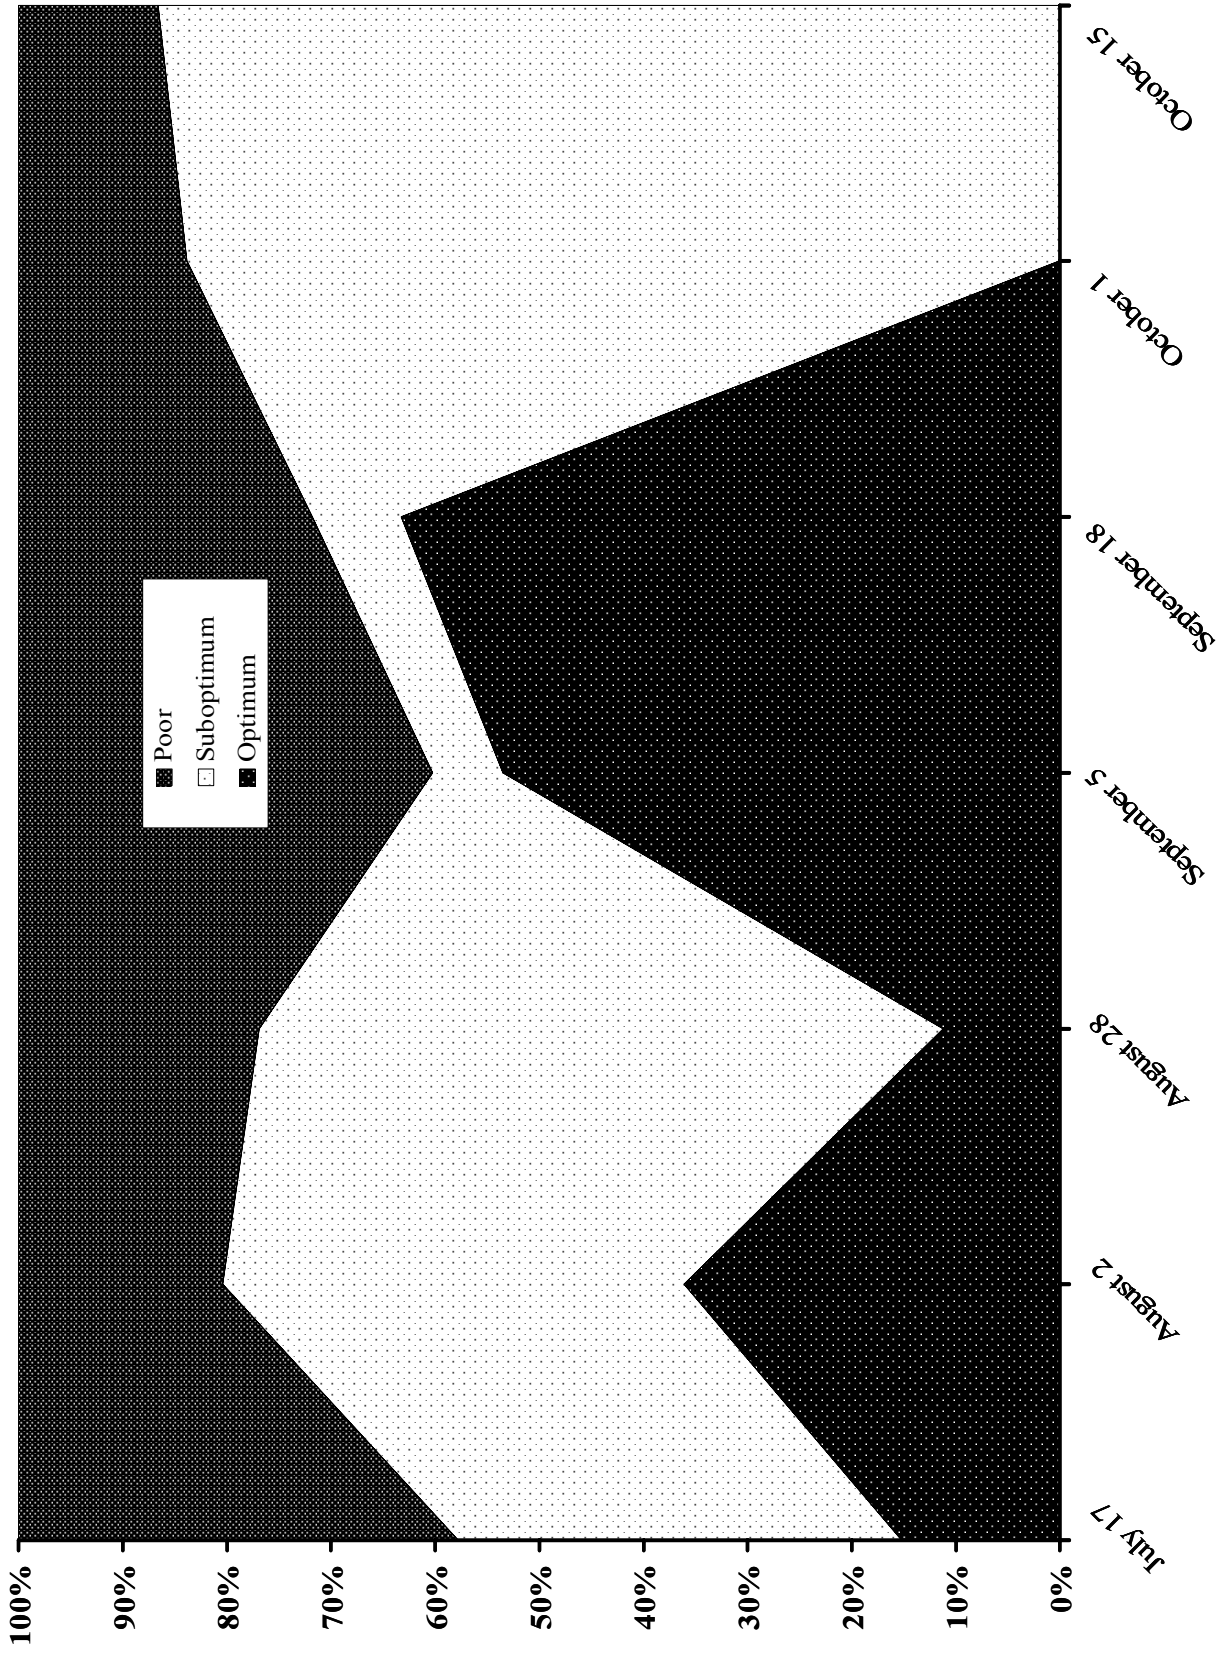 100%
90%
80%
70%
60%
50%
40%
30%
20%
10%
0%
Poor
Suboptimum
Optimum
July 17
August 2
August 28
September 5
September 18
October 1
October 15